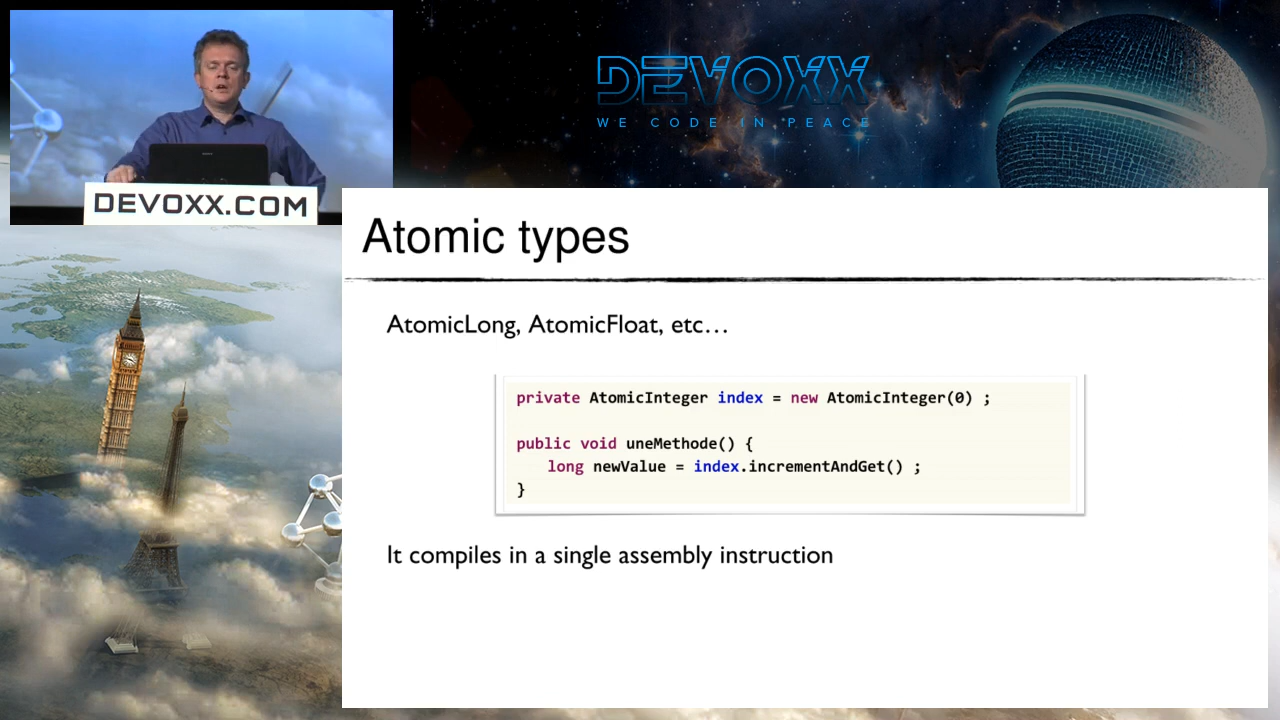 DEVOXX
WE CODE IN PEACE
DEVOXX.COM
Atomic types
AtomicLong, AtomicFloat, etc…
private AtomicInteger index = new AtomicInteger(0) ;
public void uneMethode() {
long newValue = index.incrementAndGet() ;
}
It compiles in a single assembly instruction